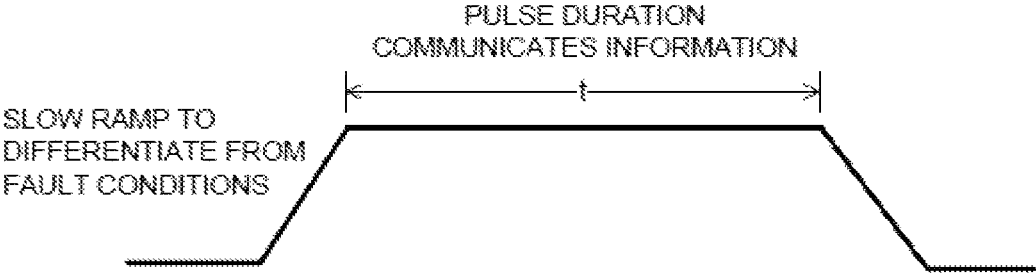 PULSE DURATION
COMMUNICATES INFORMATION
t
SLOW RAMP TO
DIFFERENTIATE FROM
FAULT CONDITIONS